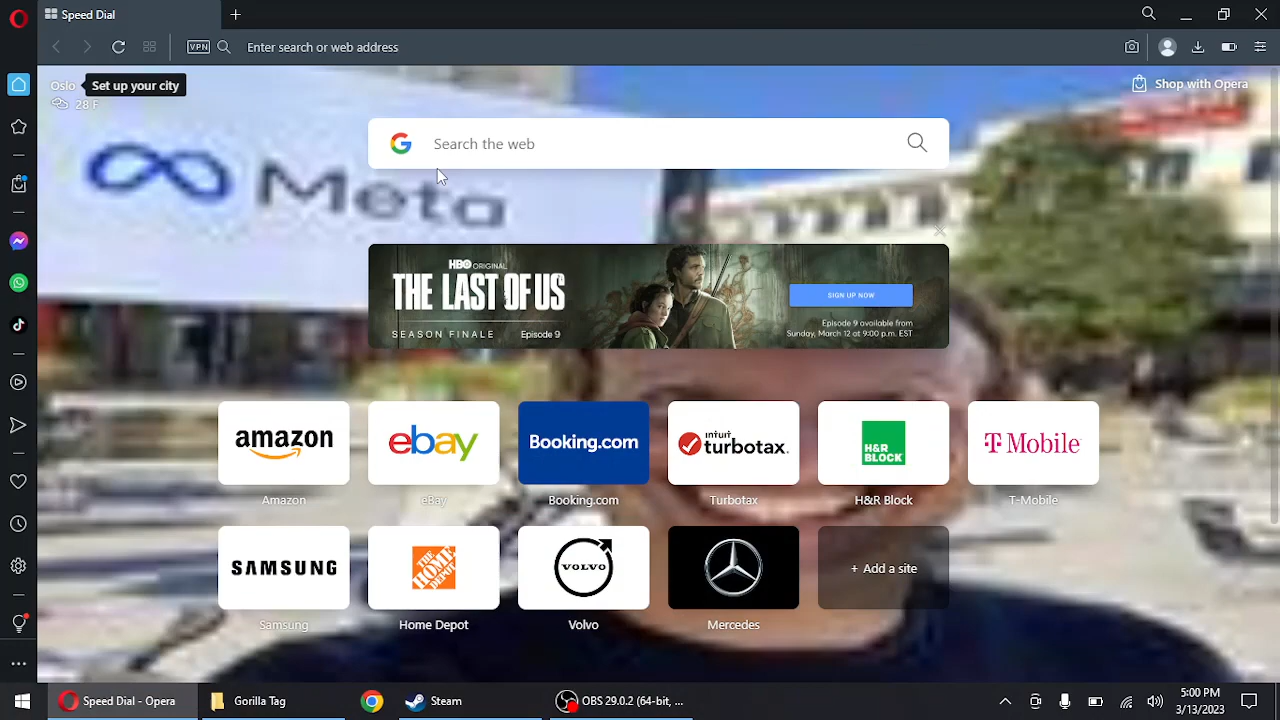 Speed Dial
VPN
Enter search or web address
Oslo
Set up your city
28 F
Shop with Opera
Meta
Search the web
HBO ORIGINAL
THE LAST OF US
SEASON FINALE Episode 9
SIGN UP NOW
Episode 9 available from
Sunday, March 12 at 9:00 p.m. EST
amazon
ebay
Booking.com
intuit
turbotax.
H&R
BLOCK
T Mobile
Amazon
eBay
Booking.com
Turbotax
H&R Block
T-Mobile
SAMSUNG
THE HOME DEPOT
VOLVO
+ Add a site
Samsung
Home Depot
Volvo
Mercedes
Speed Dial - Opera
Gorilla Tag
Steam
OBS 29.0.2 (64-bit, ...
5:00 PM
3/13/2023